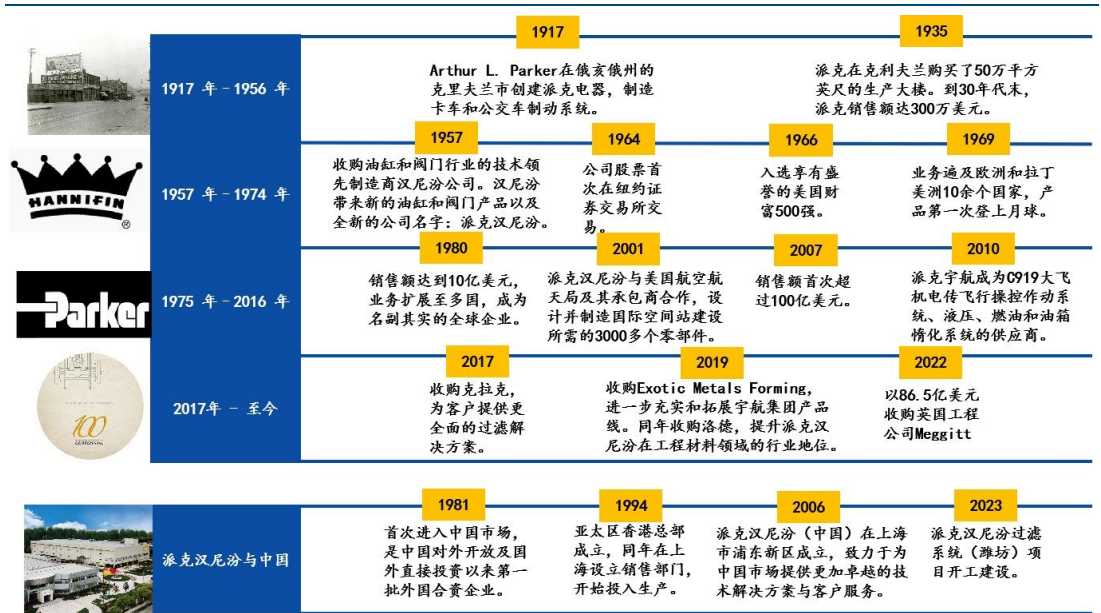 1917
1935
1917 年-1956 年
Arthur L. Parker在俄亥俄州的
克里夫兰市创建派克电器，制造
卡车和公交车制动系统。
派克在克利夫兰购买了50万平方
英尺的生产大楼。到30年代末，
派克销售额达300万美元。
HANNIFIN
®
1957 年-1974 年
1957
收购油缸和阀门行业的技术领
先制造商汉尼汾公司。汉尼汾
带来新的油缸和阀门产品以及
全新的公司名字：派克汉尼汾。
1964
公司股票首
次在纽约证
券交易所交
易。
1966
入选享有盛
誉的美国财
富500强。
1969
业务遍及欧洲和拉丁
美洲10余个国家，产
品第一次登上月球。
Parker
1975 年-2016 年
1980
销售额达到10亿美元，
业务扩展至多国，成为
名副其实的全球企业。
2001
派克汉尼汾与美国航空航
天局及其承包商合作，设
计并制造国际空间站建设
所需的3000多个零部件。
2007
销售额首次超
过100亿美元。
2010
派克宇航成为C919大飞
机电传飞行操控作动系
统、液压、燃油和油箱
惰化系统的供应商。
100
2017年 - 至今
2017
收购克拉克，
为客户提供更
全面的过滤解
决方案。
2019
收购Exotic Metals Forming，
进一步充实和拓展宇航集团产品
线。同年收购洛德，提升派克汉
尼汾在工程材料领域的行业地位。
2022
以86.5亿美元
收购英国工程
公司Meggitt
派克汉尼汾与中国
1981
首次进入中国市场，
是中国对外开放及国
外直接投资以来第一
批外国合资企业。
1994
亚太区香港总部
成立，同年在上
海设立销售部门，
开始投入生产。
2006
派克汉尼汾（中国）在上海
市浦东新区成立，致力于为
中国市场提供更加卓越的技
术解决方案与客户服务。
2023
派克汉尼汾过滤
系统（潍坊）项
目开工建设。